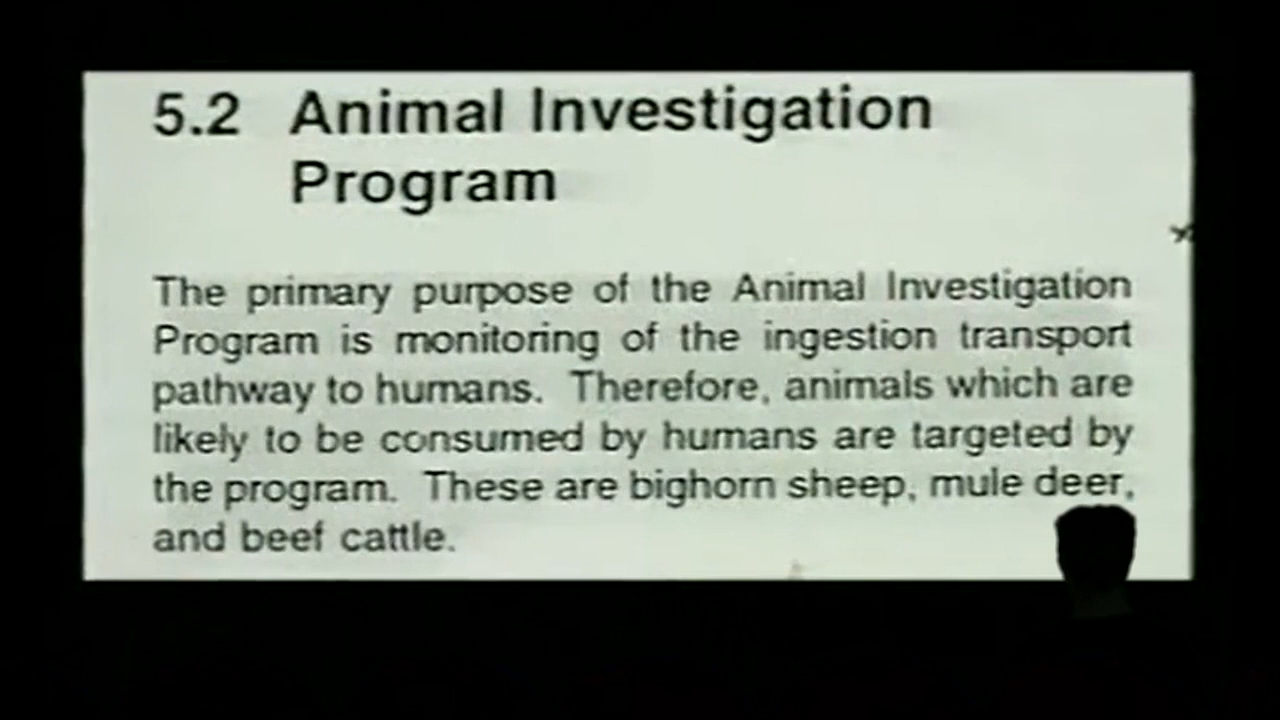 5.2 Animal Investigation
Program
The primary purpose of the Animal Investigation
Program is monitoring of the ingestion transport
pathway to humans. Therefore, animals which are
likely to be consumed by humans are targeted by
the program. These are bighorn sheep, mule deer,
and beef cattle.